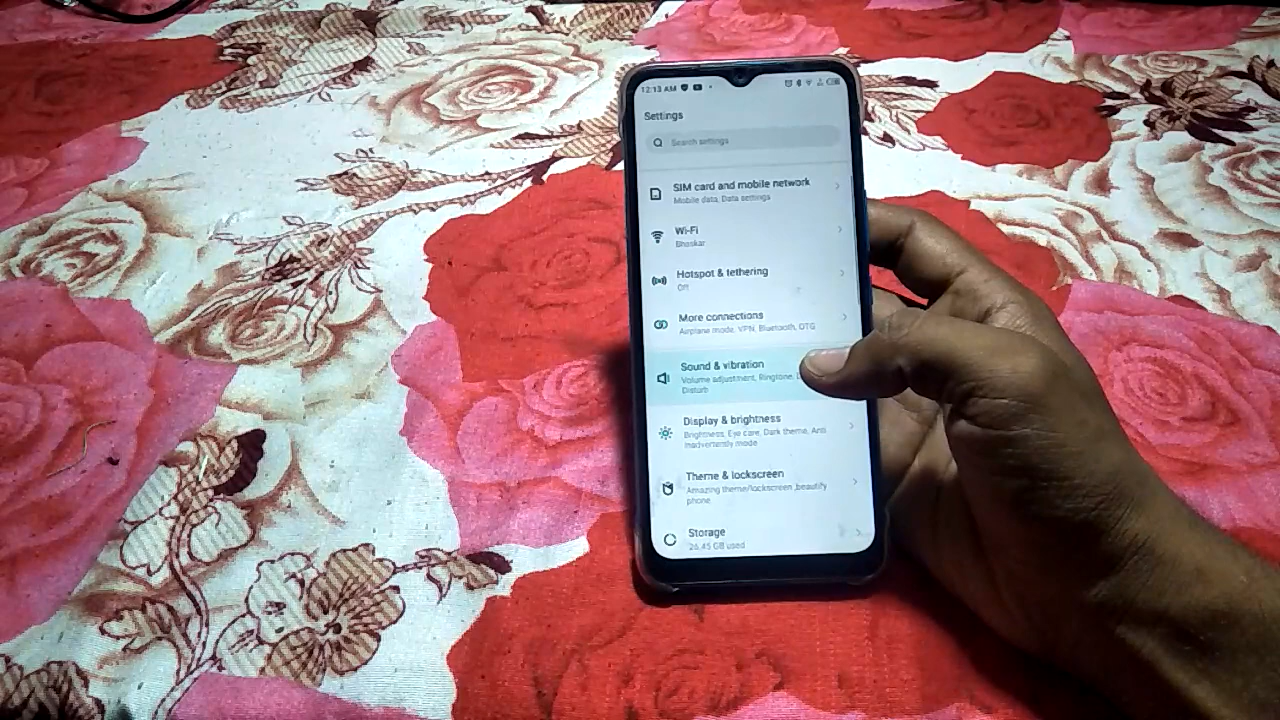 12:13 AM
Settings
Search settings
SIM card and mobile network
Mobile data, Data settings
Wi-Fi
Bhaskar
Hotspot & tethering
Off
More connections
Airplane mode, VPN, Bluetooth, OTG
Sound & vibration
Volume adjustment, Ringtone,
Disturb
Display & brightness
Brightness, Eye care, Dark theme, Anti
inadvertently mode
Theme & lockscreen
Amazing theme/lockscreen ,beautify
phone
Storage
26.45 GB used